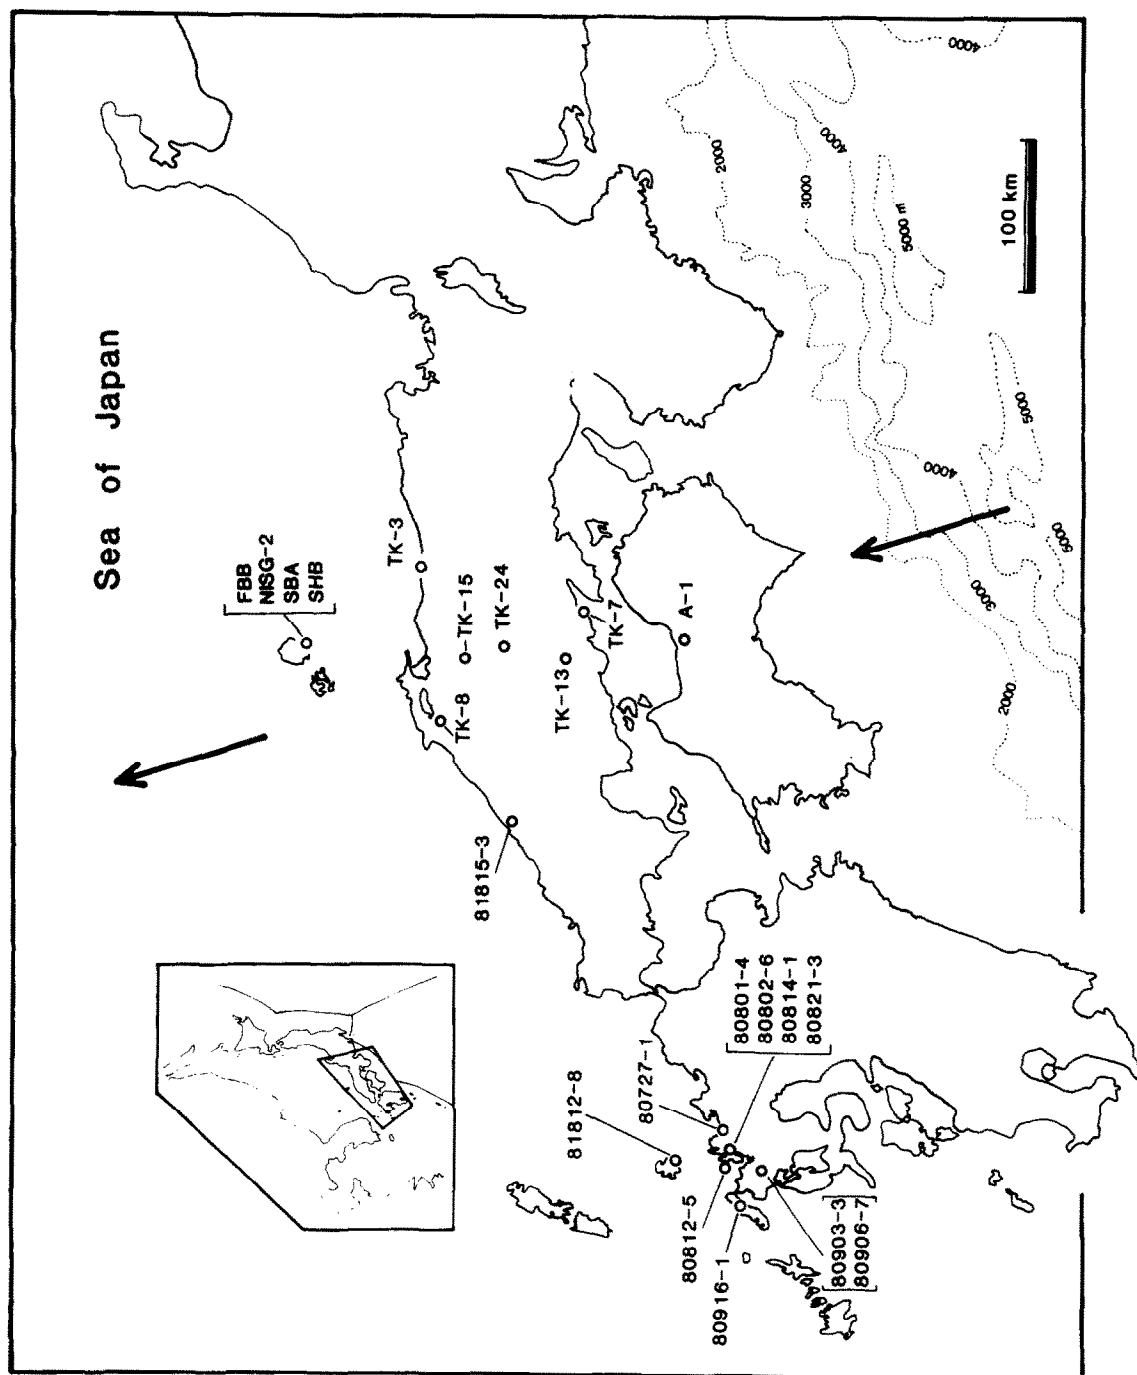 Sea of Japan
FBB
NISG-2
SBA
SHB
TK-3
TK-15
TK-24
TK-8
TK-13
TK-7
A-1
81815-3
81812-8
80727-1
80801-4
80802-6
80814-1
80821-3
80812-5
80916-1
80903-3
80906-7
100 km
2000
3000
4000
5000 m
4000
5000
4000
5000
3000
2000